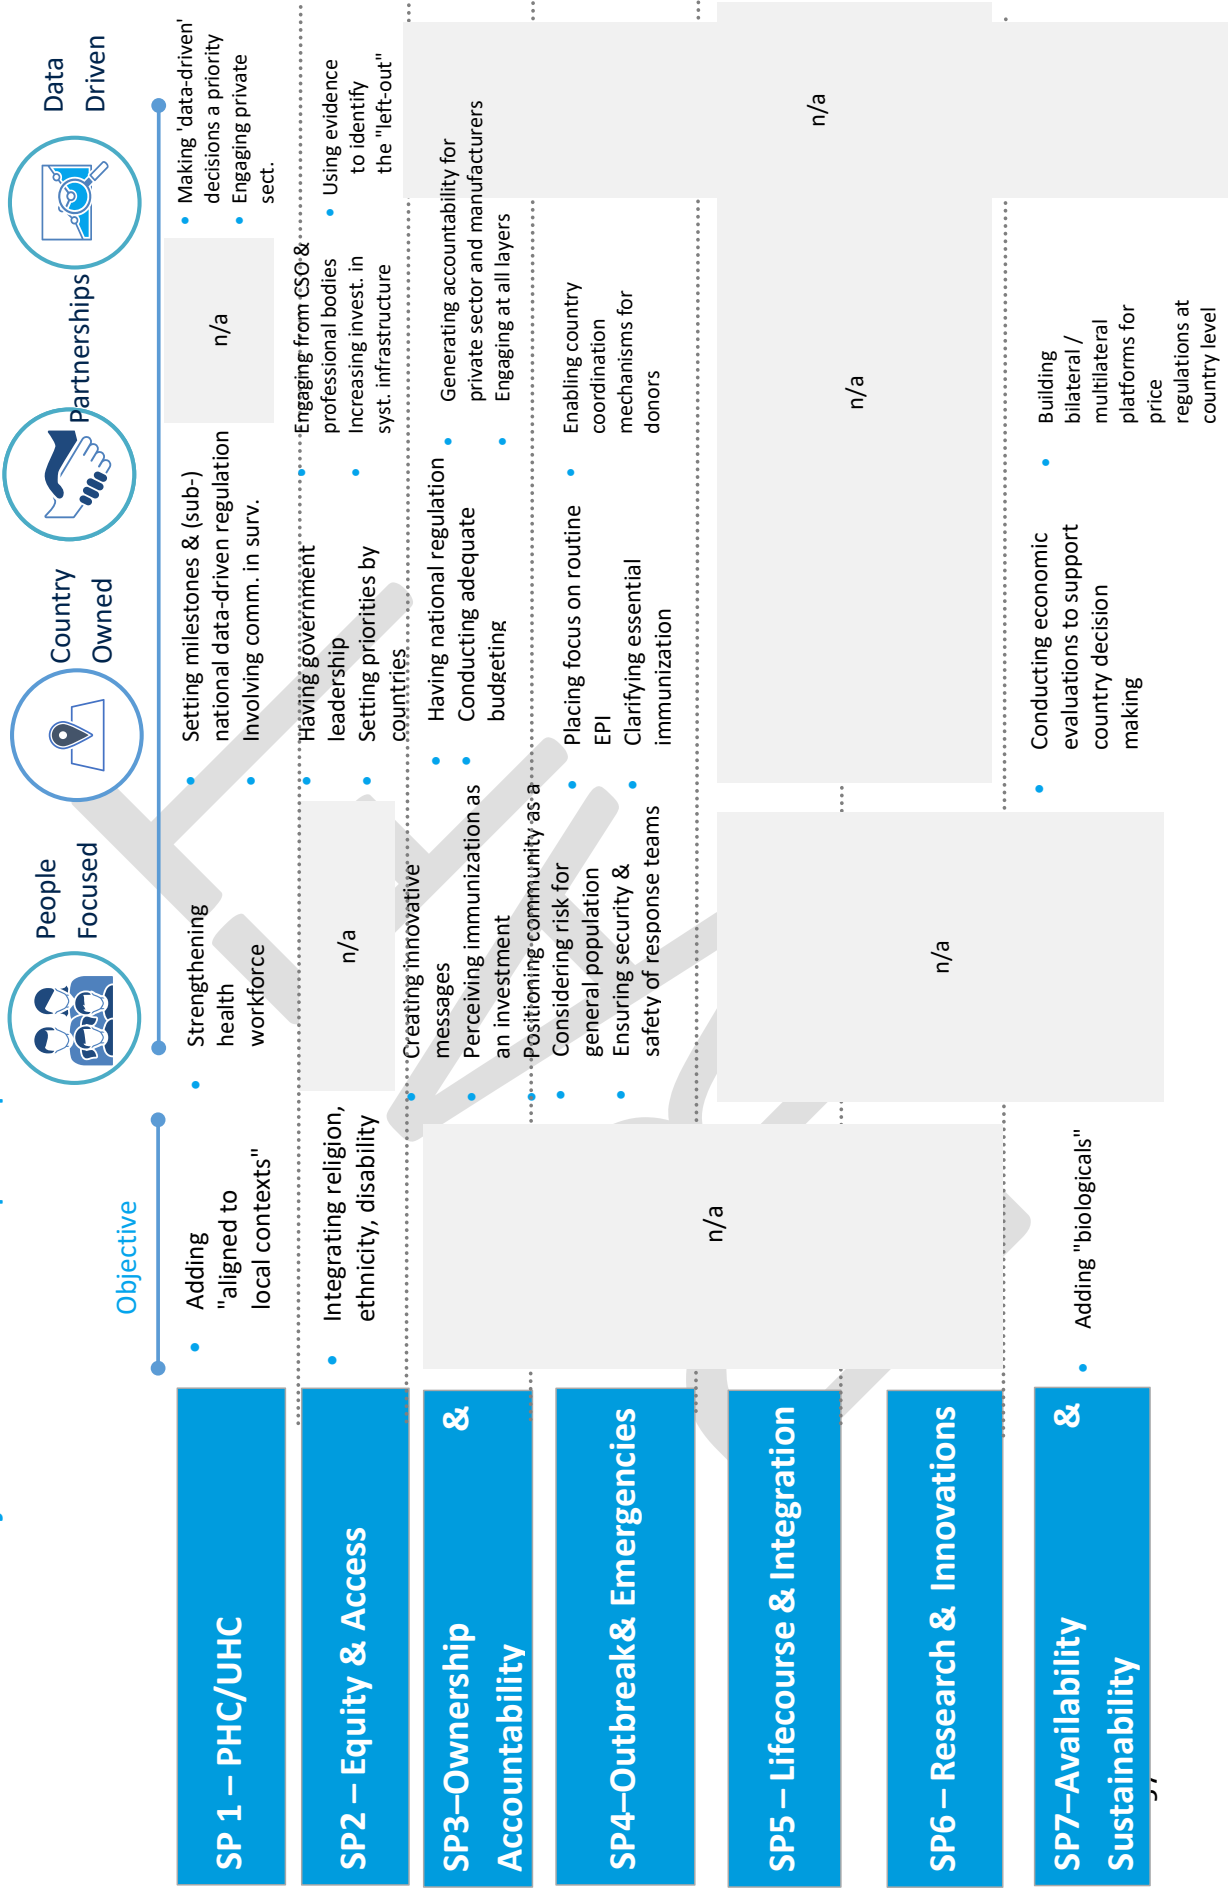 People
Focused
Country
Owned
Partnerships
Data
Driven
Objective
SP 1 – PHC/UHC
• Adding
"aligned to
local contexts"
• Strengthening
health
workforce
• Setting milestones & (sub-)
national data-driven regulation
• Involving comm. in surv.
n/a
• Making 'data-driven'
decisions a priority
• Engaging private
sect.
SP2 – Equity & Access
• Integrating religion,
ethnicity, disability
n/a
• Having government
leadership
• Setting priorities by
countries
• Engaging from CSO &
professional bodies
• Increasing invest. in
syst. infrastructure
• Using evidence
to identify
the "left-out"
SP3–Ownership &
Accountability
n/a
• Creating innovative
messages
• Perceiving immunization as
an investment
• Positioning community as a
• Having national regulation
• Conducting adequate
budgeting
• Generating accountability for
private sector and manufacturers
• Engaging at all layers
n/a
SP4–Outbreak& Emergencies
• Considering risk for
general population
• Ensuring security &
safety of response teams
• Placing focus on routine
EPI
• Clarifying essential
immunization
• Enabling country
coordination
mechanisms for
donors
SP5 – Lifecourse & Integration
n/a
n/a
SP6 – Research & Innovations
SP7–Availability &
Sustainability
• Adding "biologicals"
• Conducting economic
evaluations to support
country decision
making
• Building
bilateral /
multilateral
platforms for
price
regulations at
country level